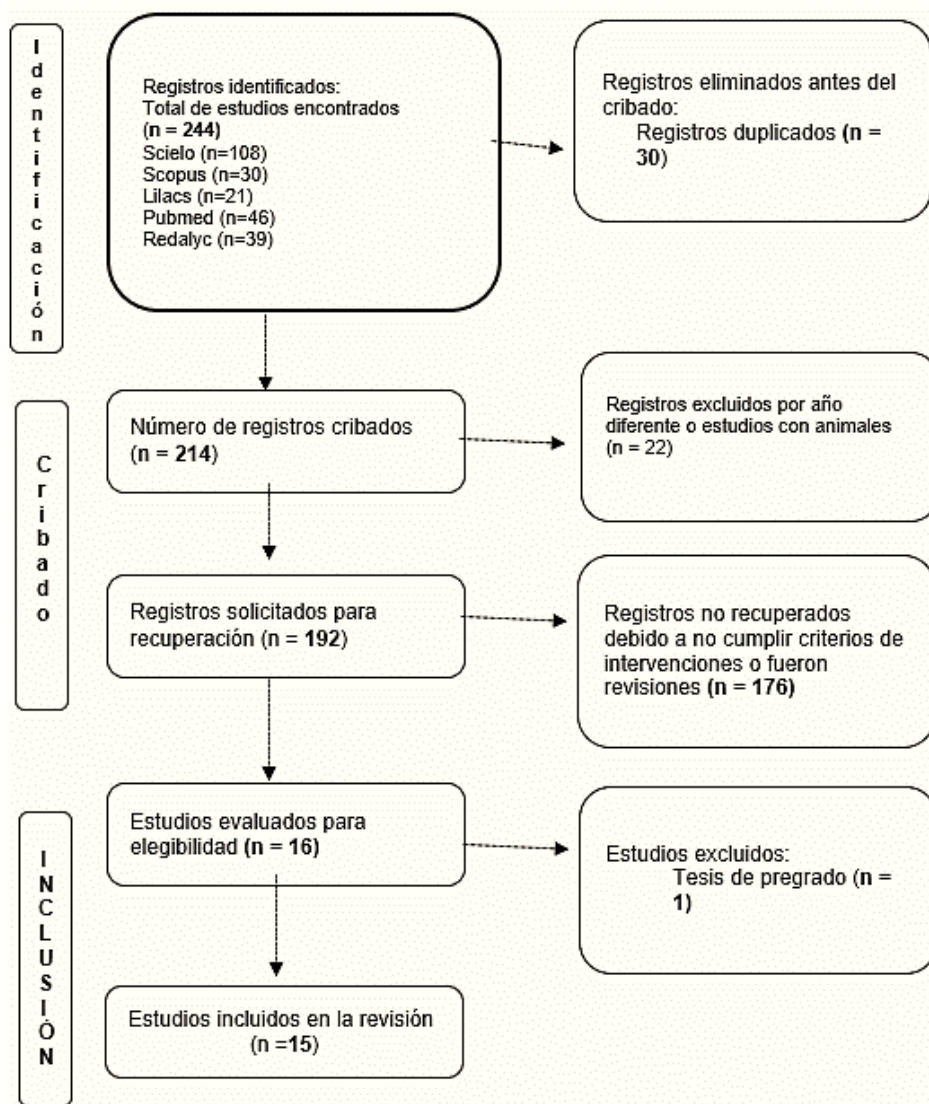 Identificación
Registros identificados:
Total de estudios encontrados
(n = 244)
Scielo (n=108)
Scopus (n=30)
Lilacs (n=21)
Pubmed (n=46)
Redalyc (n=39)
Registros eliminados antes del
cribado:
Registros duplicados (n =
30)
Cribado
Número de registros cribados
(n = 214)
Registros excluidos por año
diferente o estudios con animales
(n = 22)
Registros solicitados para
recuperación (n = 192)
Registros no recuperados
debido a no cumplir criterios de
intervenciones o fueron
revisiones (n = 176)
INCLUSIÓN
Estudios evaluados para
elegibilidad (n = 16)
Estudios excluidos:
Tesis de pregrado (n =
1)
Estudios incluidos en la revisión
(n =15)